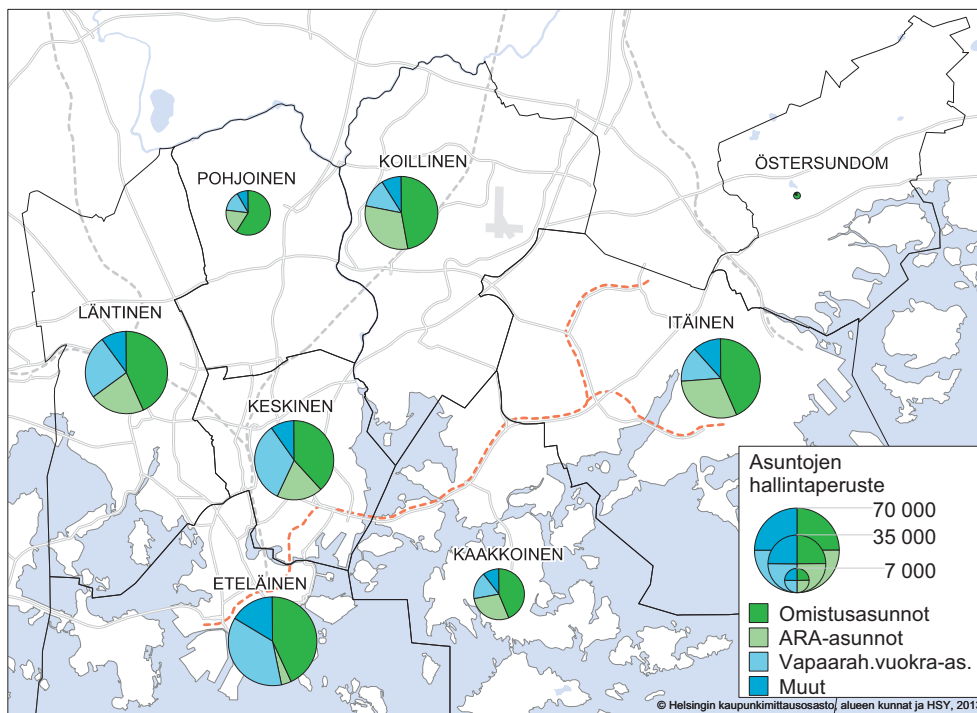 KOILLINEN
ÖSTERSUNDOM
POHJOINEN
LÄNTINEN
ITÄINEN
KESKINEN
KAAKKOINEN
ETELÄINEN
Asuntojen
hallintaperuste
70 000
35 000
7 000
Omistusasunnot
ARA-asunnot
Vapaarah.vuokra-as.
Muut
© Helsingin kaupunkimittausosasto, alueen kunnat ja HSY,